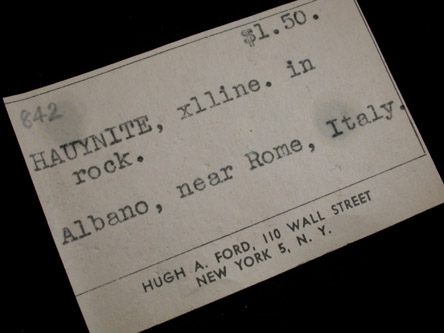 $1.50.
842
HAUYNITE, xlline. in
rock.
Albano, near Rome, Italy.
HUGH A. FORD, 110 WALL STREET
NEW YORK 5, N. Y.